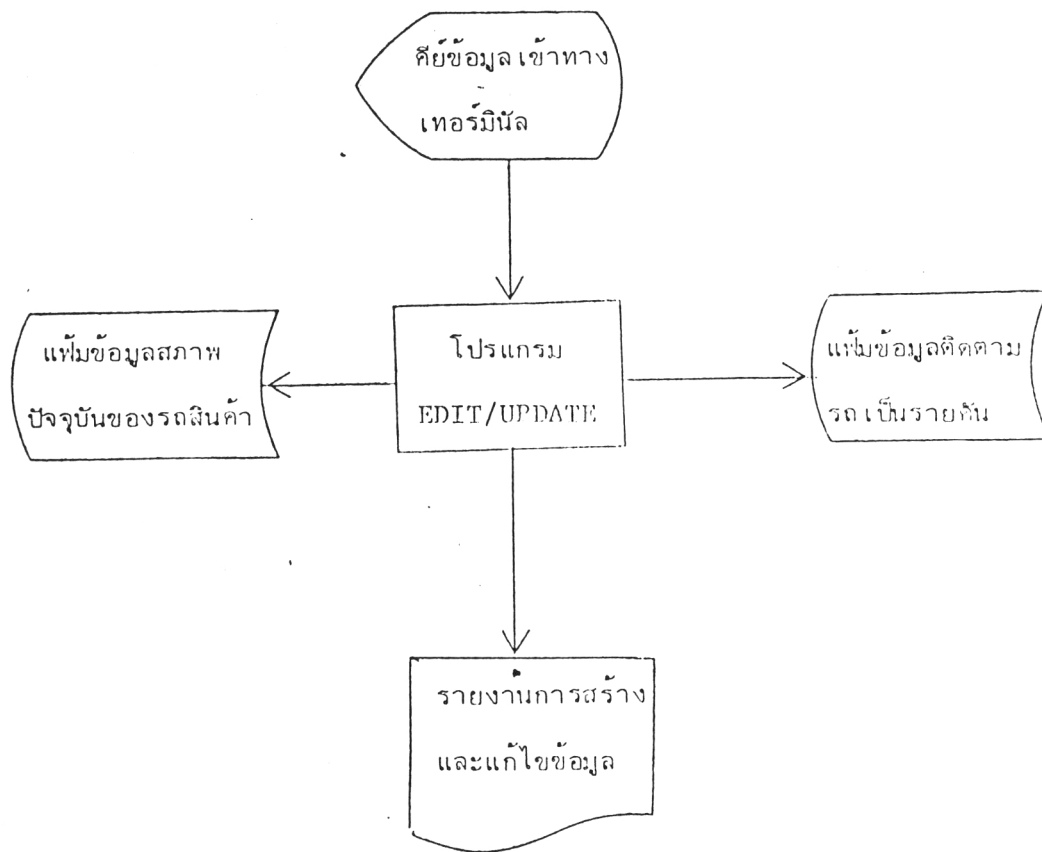 คีย์ข้อมูลเข้าทาง
เทอร์มินัล
แฟ้มข้อมูลสภาพ
ปัจจุบันของรถสินค้า
โปรแกรม
EDIT/UPDATE
แฟ้มข้อมูลติดตาม
รถเป็นรายคัน
รายงานการสร้าง
และแก้ไขข้อมูล